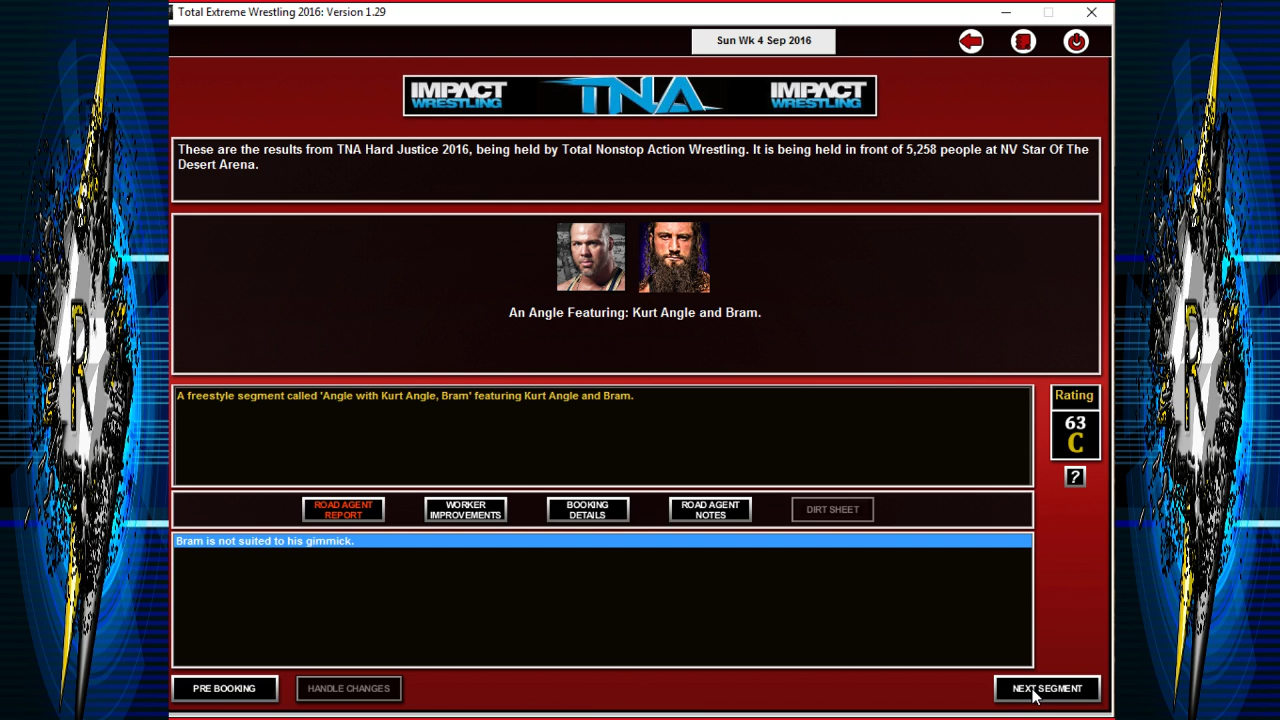 Total Extreme Wrestling 2016: Version 1.29
Sun Wk 4 Sep 2016
IMPACT WRESTLING TNA IMPACT WRESTLING
These are the results from TNA Hard Justice 2016, being held by Total Nonstop Action Wrestling. It is being held in front of 5,258 people at NV Star Of The
Desert Arena.
An Angle Featuring: Kurt Angle and Bram.
A freestyle segment called 'Angle with Kurt Angle, Bram' featuring Kurt Angle and Bram.
Rating
63
C
?
ROAD AGENT
REPORT
WORKER
IMPROVEMENTS
BOOKING
DETAILS
ROAD AGENT
NOTES
DIRT SHEET
Bram is not suited to his gimmick.
PRE BOOKING
HANDLE CHANGES
NEXT SEGMENT
R
R